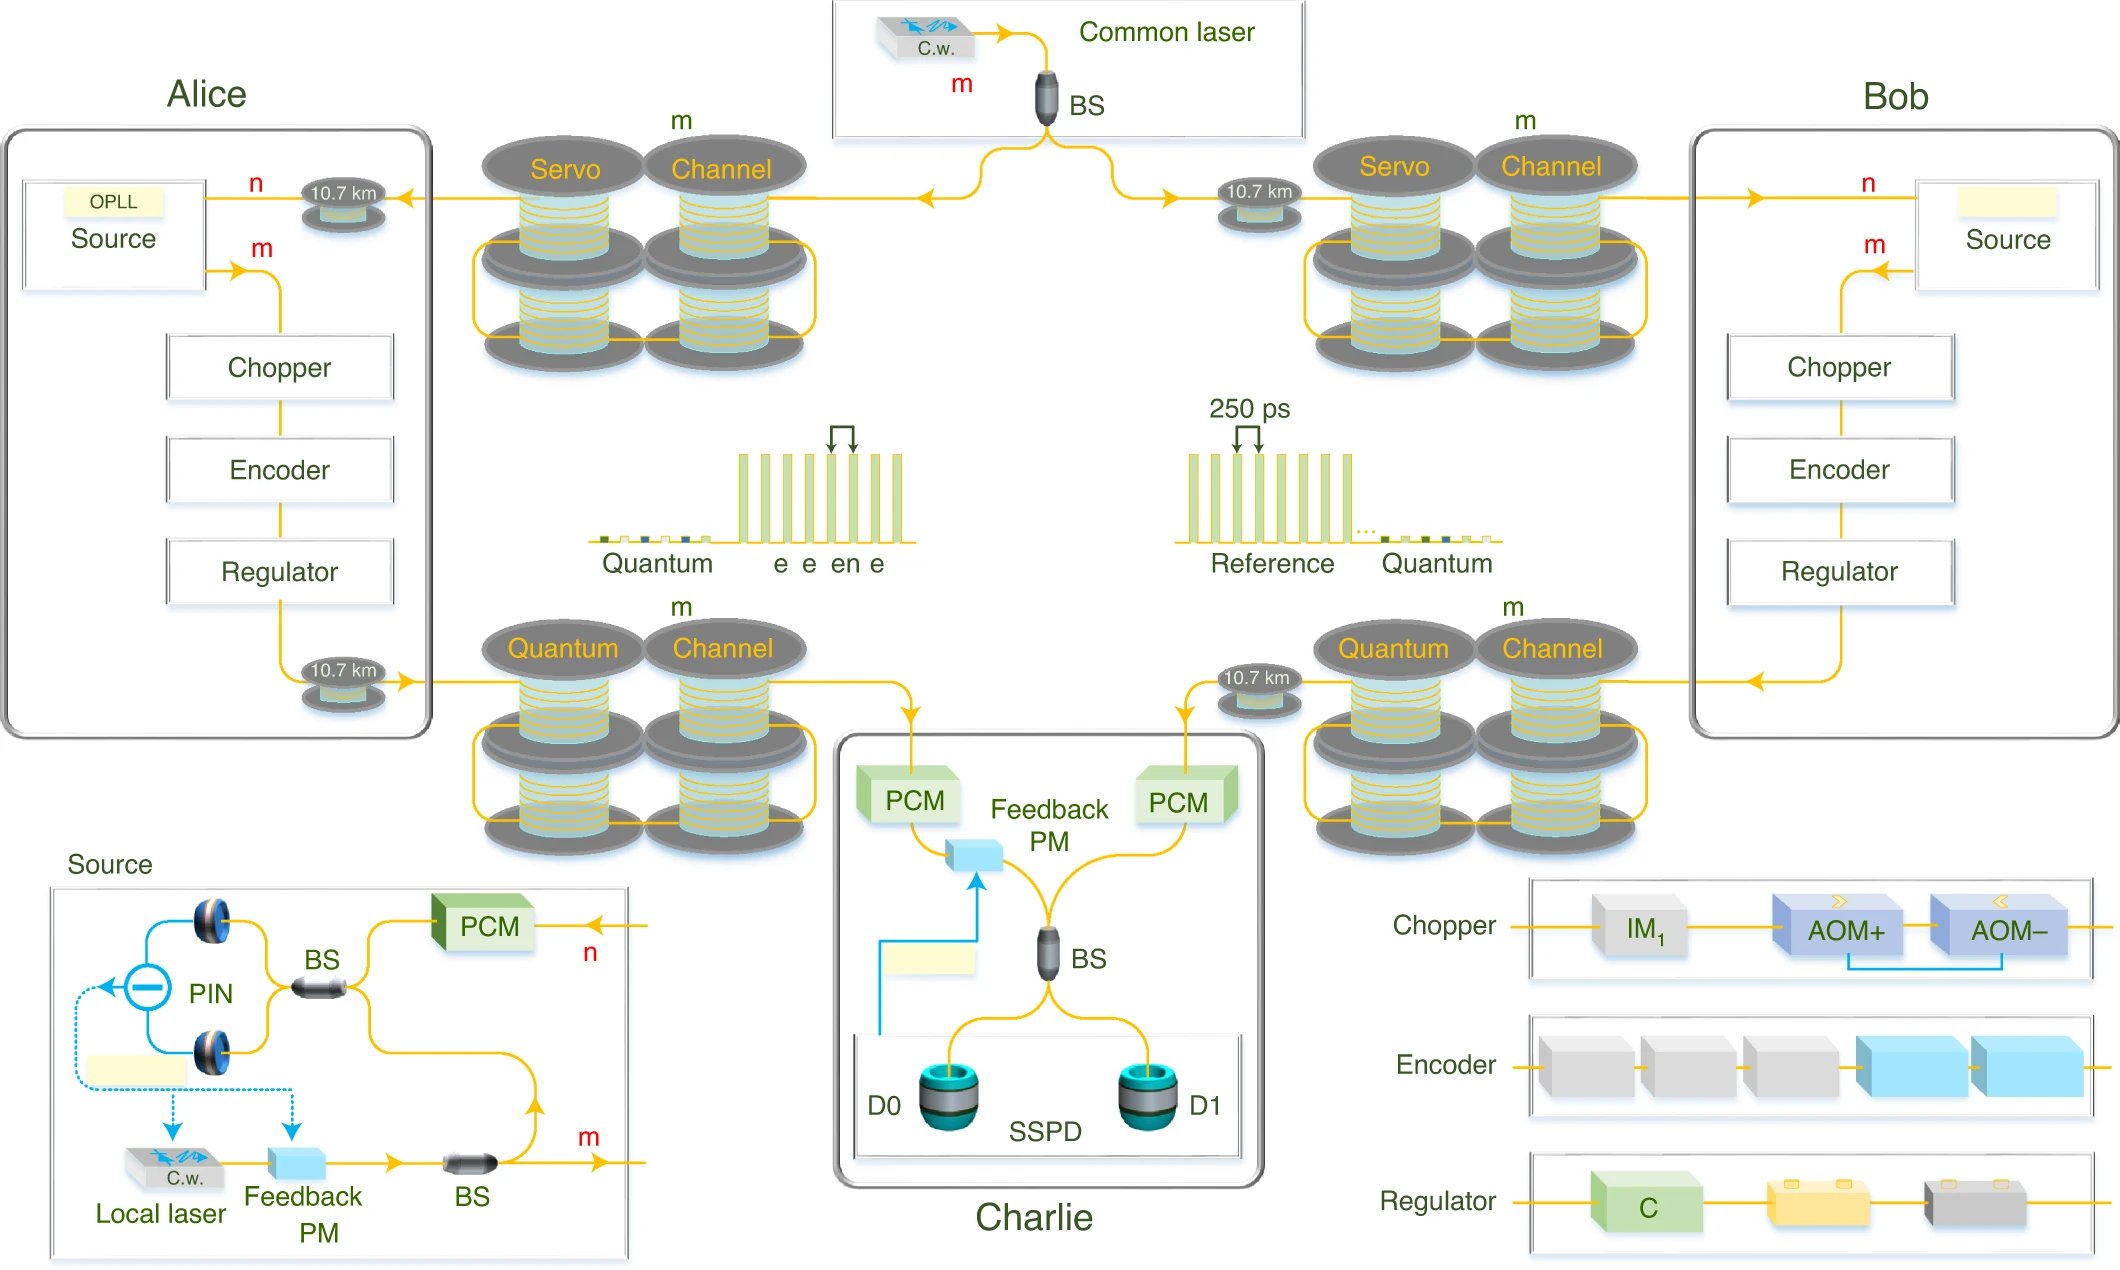 Common laser
C.w.
m
BS
Alice
Bob
m
m
Servo
Channel
Servo
Channel
n
10.7 km
10.7 km
n
OPLL
Source
Source
m
m
Chopper
Chopper
250 ps
Encoder
Encoder
Quantum
e e en e
Reference
Quantum
Regulator
Regulator
m
m
Quantum
Channel
Quantum
Channel
10.7 km
10.7 km
PCM
PCM
Feedback
PM
BS
D0
D1
SSPD
Charlie
Source
PCM
n
BS
PIN
m
C.w.
Local laser
Feedback
PM
BS
Chopper
IM1
AOM+
AOM–
Encoder
Regulator
C